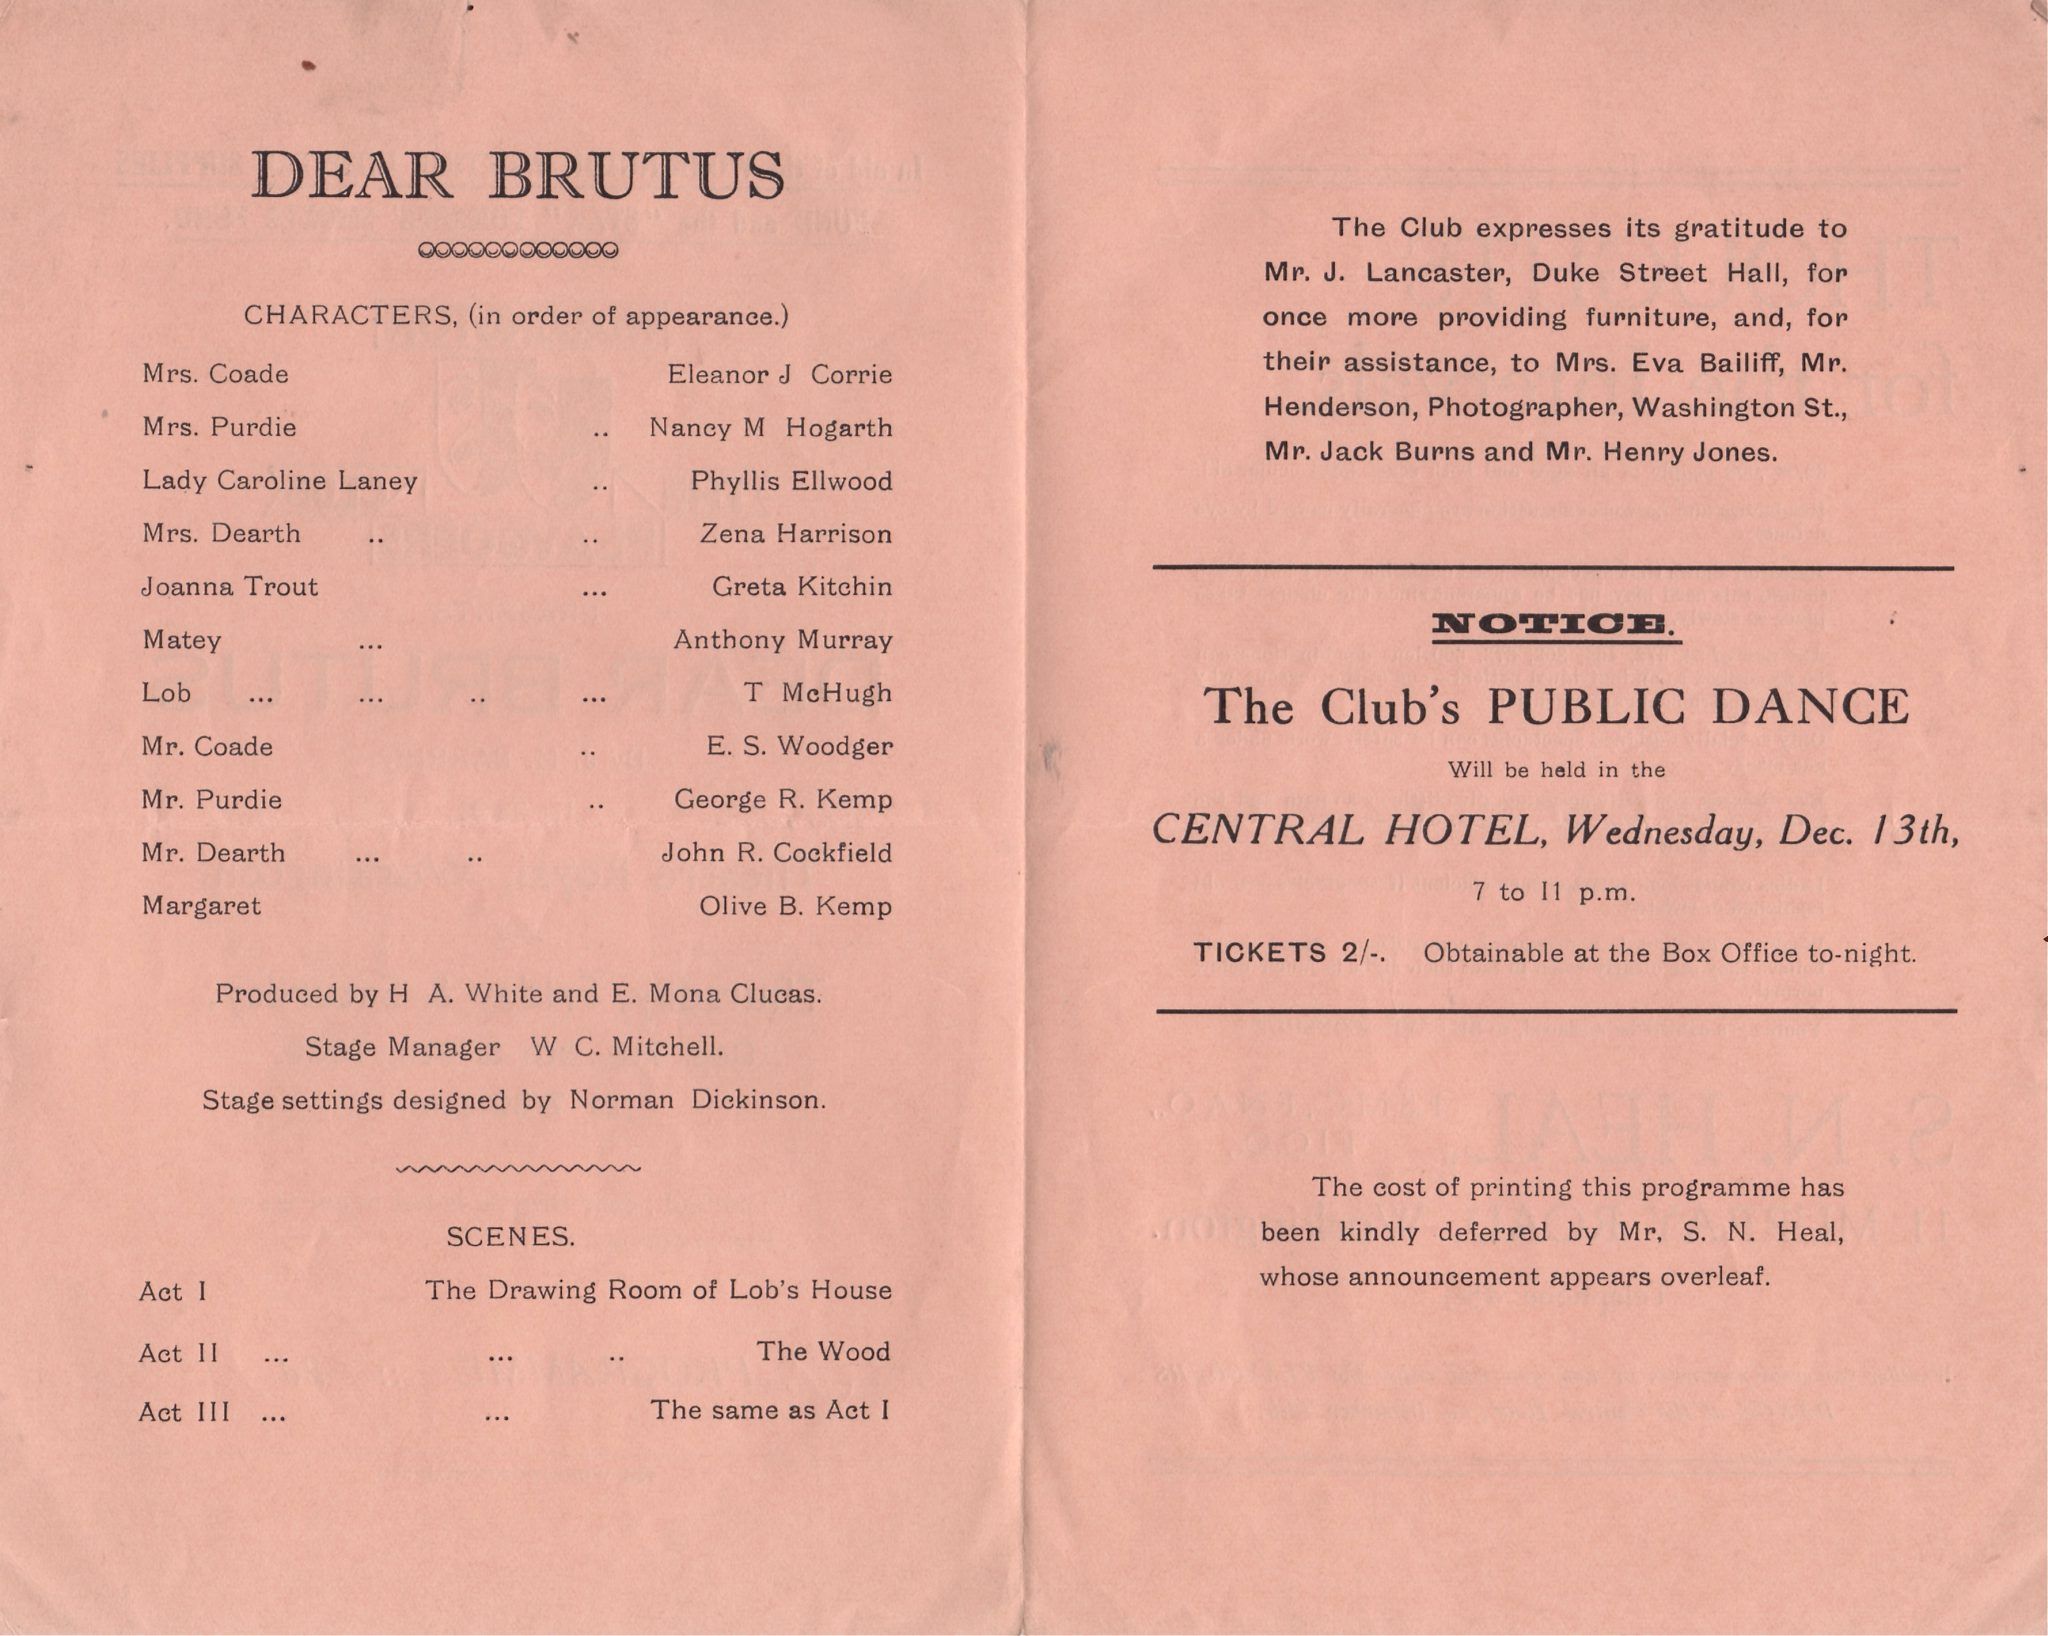 DEAR BRUTUS
CHARACTERS, (in order of appearance.)
Mrs. Coade Eleanor J Corrie
Mrs. Purdie .. Nancy M Hogarth
Lady Caroline Laney .. Phyllis Ellwood
Mrs. Dearth .. .. Zena Harrison
Joanna Trout ... Greta Kitchin
Matey ... Anthony Murray
Lob ... ... .. ... T McHugh
Mr. Coade .. E. S. Woodger
Mr. Purdie .. George R. Kemp
Mr. Dearth ... .. John R. Cockfield
Margaret Olive B. Kemp
Produced by H A. White and E. Mona Clucas.
Stage Manager W C. Mitchell.
Stage settings designed by Norman Dickinson.
SCENES.
Act I The Drawing Room of Lob's House
Act II ... ... .. The Wood
Act III ... ... The same as Act I
The Club expresses its gratitude to
Mr. J. Lancaster, Duke Street Hall, for
once more providing furniture, and, for
their assistance, to Mrs. Eva Bailiff, Mr.
Henderson, Photographer, Washington St.,
Mr. Jack Burns and Mr. Henry Jones.
NOTICE.
The Club's PUBLIC DANCE
Will be held in the
CENTRAL HOTEL, Wednesday, Dec. 13th,
7 to 11 p.m.
TICKETS 2/-. Obtainable at the Box Office to-night.
The cost of printing this programme has
been kindly deferred by Mr. S. N. Heal,
whose announcement appears overleaf.